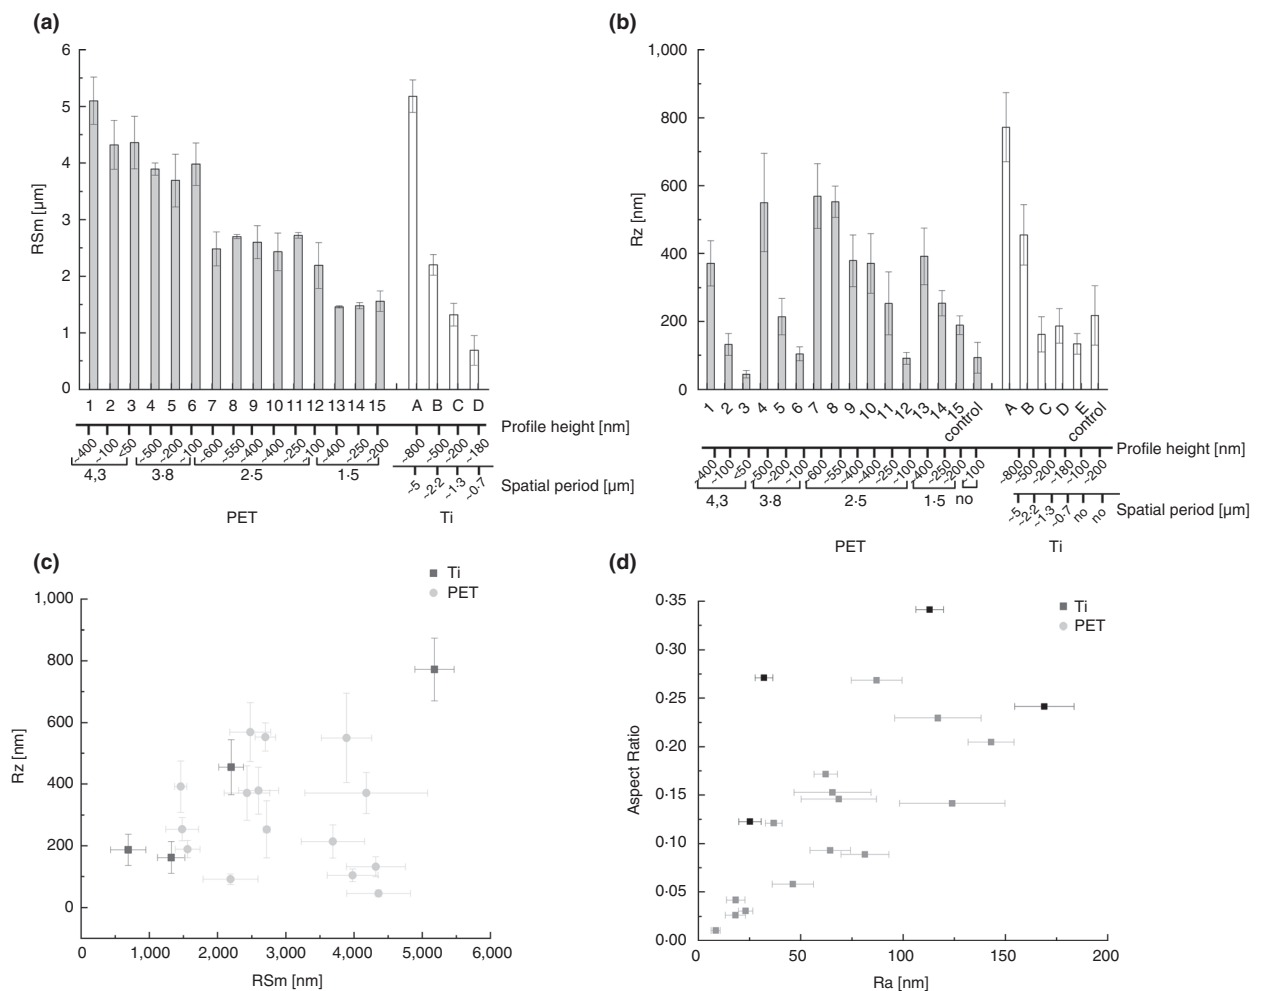 (a)
6
5
4
3
2
1
0
RSm [µm]
1 2 3 4 5 6 7 8 9 10 11 12 13 14 15 A B C D
Profile height [nm]
~400 ~100 <50 ~500 ~200 ~100 ~600 ~550 ~400 ~400 ~250 ~100 ~400 ~250 ~200 ~800 ~500 ~200 ~180
4,3 3·8 2·5 1·5
~5 ~2·2 ~1·3 ~0·7
Spatial period [µm]
PET Ti
(b)
1,000
800
600
400
200
0
Rz [nm]
1 2 3 4 5 6 7 8 9 10 11 12 13 14 15 control A B C D E control
Profile height [nm]
~400 ~100 <50 ~500 ~200 ~100 ~600 ~550 ~400 ~400 ~250 ~100 ~400 ~250 ~200 <100 ~800 ~500 ~200 ~180 ~100 ~200
4,3 3·8 2·5 1·5 no
~5 ~2·2 ~1·3 ~0·7 no no
Spatial period [µm]
PET Ti
(c)
Ti
PET
1,000
800
600
400
200
0
Rz [nm]
0 1,000 2,000 3,000 4,000 5,000 6,000
RSm [nm]
(d)
Ti
PET
0·35
0·30
0·25
0·20
0·15
0·10
0·05
0·00
Aspect Ratio
0 50 100 150 200
Ra [nm]